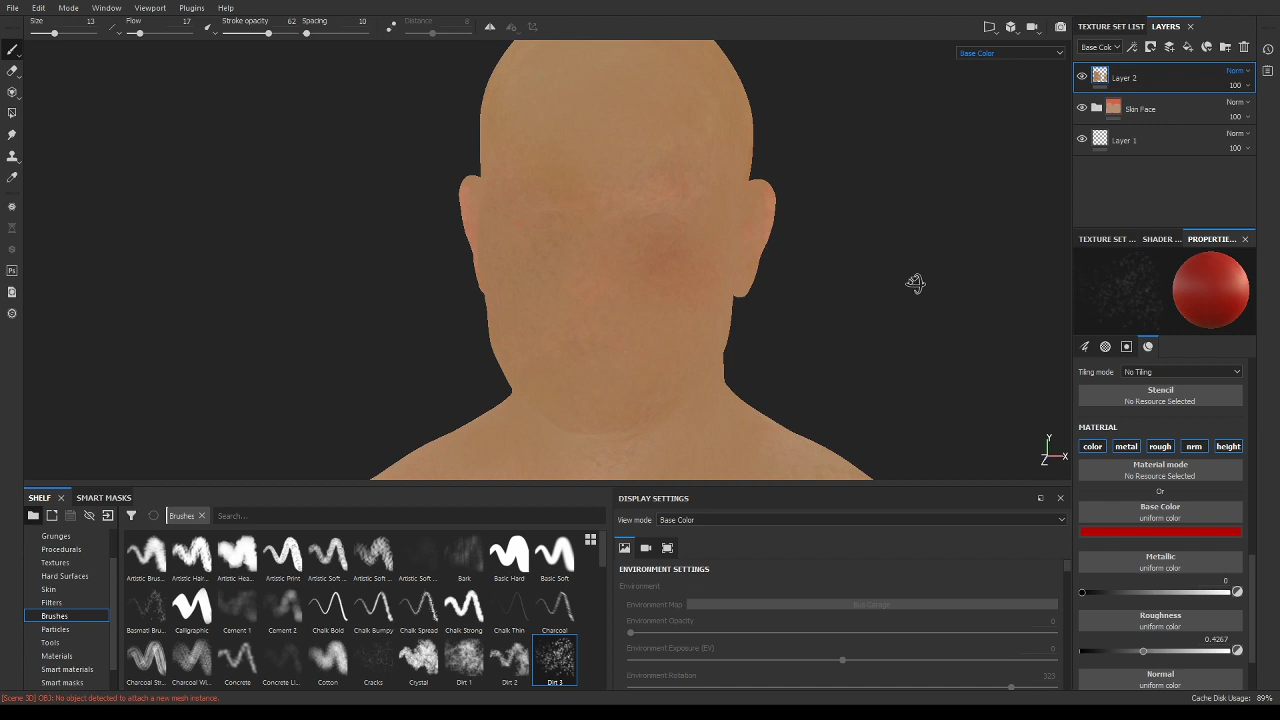 File Edit Mode Window Viewport Plugins Help
Size 13 Flow 17 Stroke opacity 62 Spacing 10 Distance 8
Base Color
TEXTURE SET LIST LAYERS
Base Col
Layer 2 Norm 100
Skin Face Norm 100
Layer 1 Norm 100
TEXTURE SET ... SHADER ... PROPERTIE...
Tiling mode No Tiling
Stencil
No Resource Selected
MATERIAL
color metal rough nrm height
Material mode
No Resource Selected
Or
Base Color
uniform color
Metallic
uniform color
0
Roughness
uniform color
0.4267
Normal
uniform color
Y
Z X
SHELF SMART MASKS
Brushes Search...
Grunges
Procedurals
Textures
Hard Surfaces
Skin
Filters
Brushes
Particles
Tools
Materials
Smart materials
Smart masks
Artistic Brus... Artistic Hair... Artistic Hea... Artistic Print Artistic Soft ... Artistic Soft ... Artistic Soft ... Bark Basic Hard Basic Soft
Basmati Bru... Calligraphic Cement 1 Cement 2 Chalk Bold Chalk Bumpy Chalk Spread Chalk Strong Chalk Thin Charcoal
Charcoal Str... Charcoal Wi... Concrete Concrete Li... Cotton Cracks Crystal Dirt 1 Dirt 2 Dirt 3
DISPLAY SETTINGS
View mode Base Color
ENVIRONMENT SETTINGS
Environment
Environment Map
Environment Opacity 0
Environment Exposure (EV) 0
Environment Rotation 323
[Scene 3D] OBJ: No object detected to attach a new mesh instance.
Cache Disk Usage: 89%
Ps